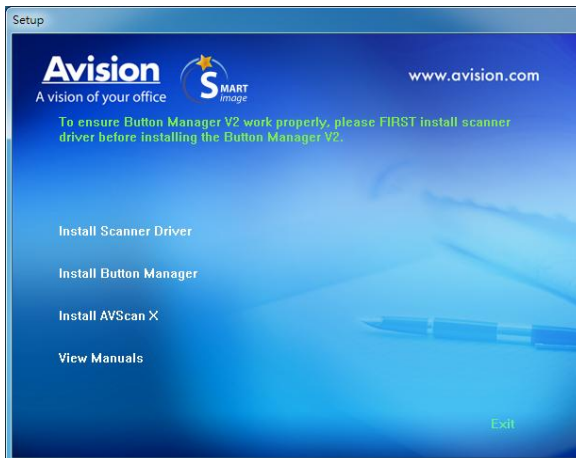 Setup
Avision
A vision of your office
SMART
image
www.avision.com
To ensure Button Manager V2 work properly, please FIRST install scanner
driver before installing the Button Manager V2.
Install Scanner Driver
Install Button Manager
Install AVScan X
View Manuals
Exit